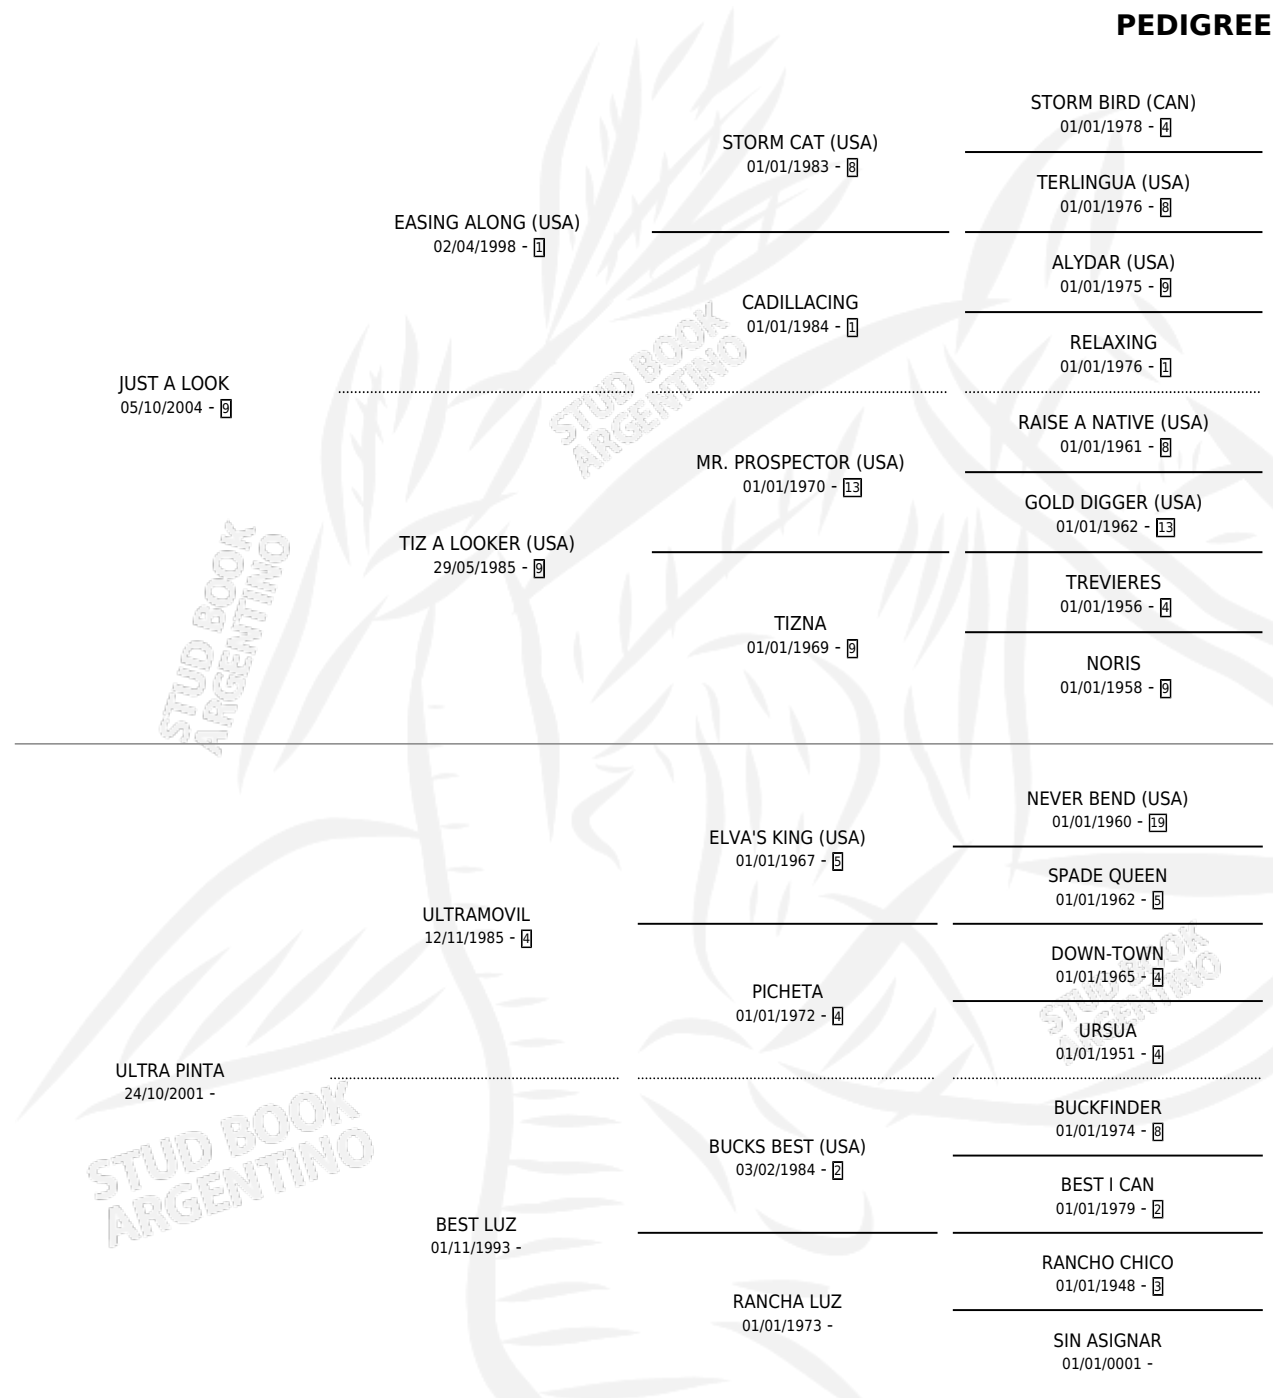 PEDIGREE
STORM BIRD (CAN)
01/01/1978 - 4
STORM CAT (USA)
01/01/1983 - 8
TERLINGUA (USA)
01/01/1976 - 8
EASING ALONG (USA)
02/04/1998 - 1
ALYDAR (USA)
01/01/1975 - 9
CADILLACING
01/01/1984 - 1
RELAXING
01/01/1976 - 1
JUST A LOOK
05/10/2004 - 9
RAISE A NATIVE (USA)
01/01/1961 - 8
MR. PROSPECTOR (USA)
01/01/1970 - 13
GOLD DIGGER (USA)
01/01/1962 - 13
TIZ A LOOKER (USA)
29/05/1985 - 9
TREVIERES
01/01/1956 - 4
TIZNA
01/01/1969 - 9
NORIS
01/01/1958 - 9
NEVER BEND (USA)
01/01/1960 - 19
ELVA'S KING (USA)
01/01/1967 - 5
SPADE QUEEN
01/01/1962 - 5
ULTRAMOVIL
12/11/1985 - 4
DOWN-TOWN
01/01/1965 - 4
PICHETA
01/01/1972 - 4
URSUA
01/01/1951 - 4
ULTRA PINTA
24/10/2001 -
BUCKFINDER
01/01/1974 - 8
BUCKS BEST (USA)
03/02/1984 - 2
BEST I CAN
01/01/1979 - 2
BEST LUZ
01/11/1993 -
RANCHO CHICO
01/01/1948 - 3
RANCHA LUZ
01/01/1973 -
SIN ASIGNAR
01/01/0001 -
STUD BOOK
ARGENTINO
STUD BOOK
ARGENTINO
STUD BOOK
ARGENTINO
STUD BOOK
ARGENTINO